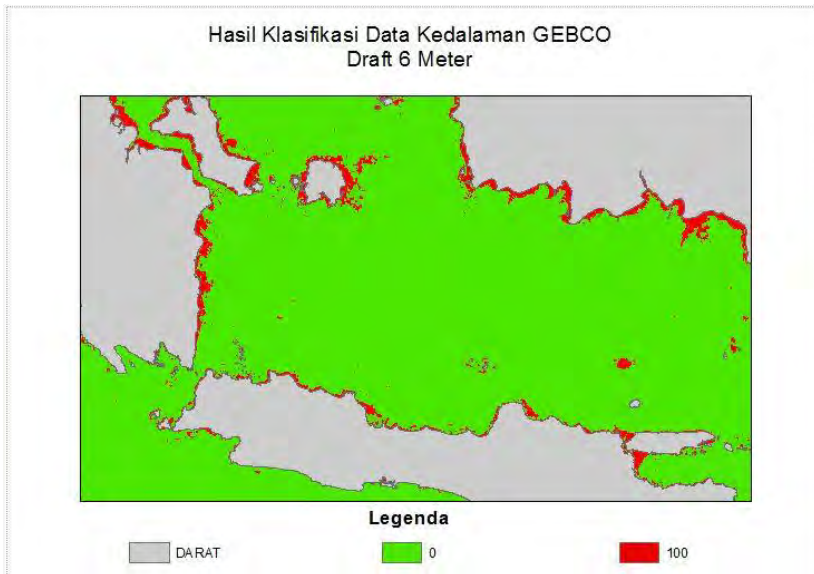 Hasil Klasifikasi Data Kedalaman GEBCO
Draft 6 Meter
Legenda
DARAT 0 100